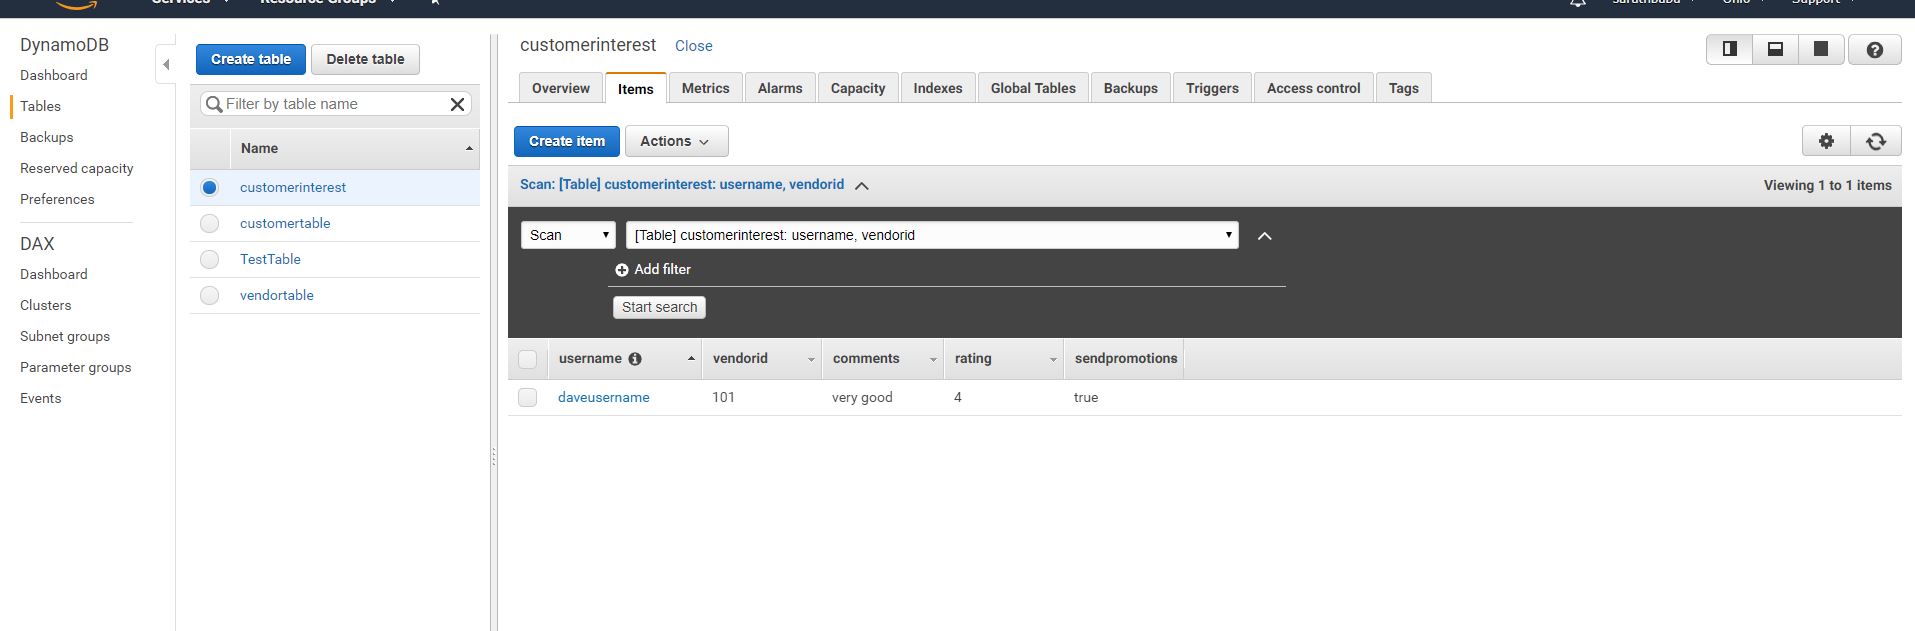 Services Resource Groups Ohio Support
DynamoDB
Dashboard
Tables
Backups
Reserved capacity
Preferences
DAX
Dashboard
Clusters
Subnet groups
Parameter groups
Events
Create table Delete table
Filter by table name
Name
customerinterest
customertable
TestTable
vendortable
customerinterest Close
Overview Items Metrics Alarms Capacity Indexes Global Tables Backups Triggers Access control Tags
Create item Actions
Scan: [Table] customerinterest: username, vendorid Viewing 1 to 1 items
Scan [Table] customerinterest: username, vendorid
Add filter
Start search
username vendorid comments rating sendpromotions
daveusername 101 very good 4 true